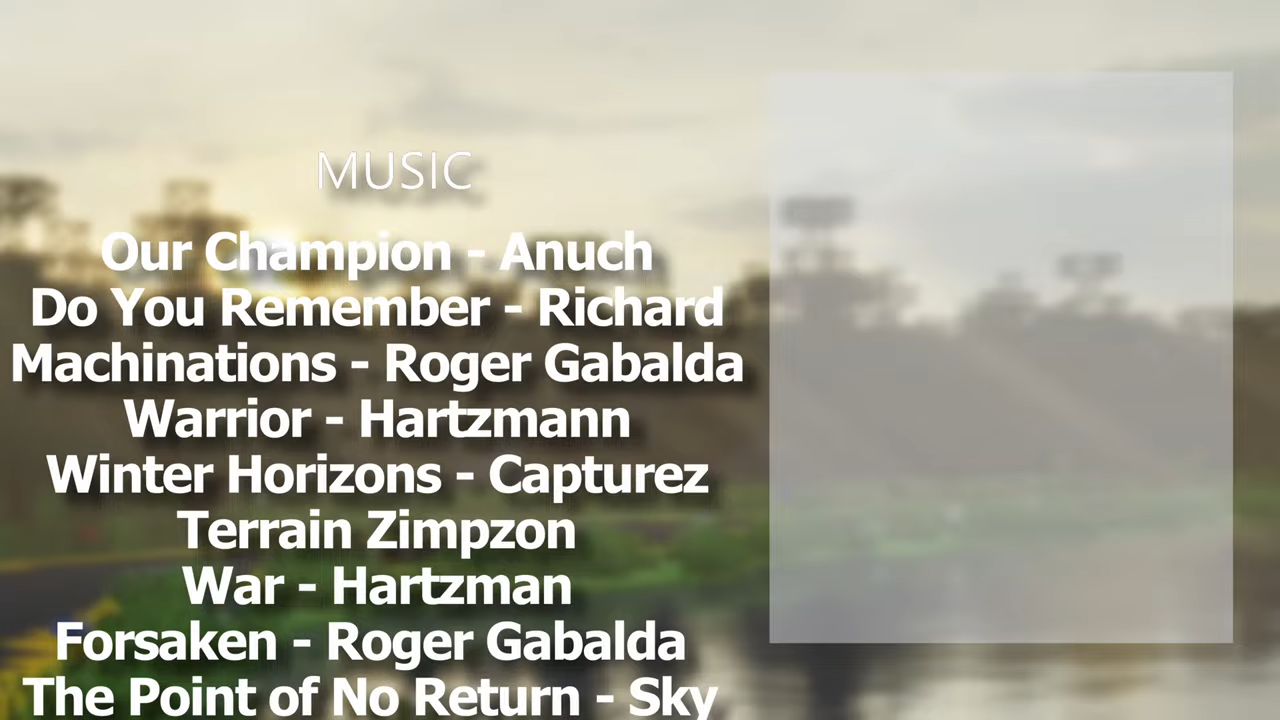 MUSIC
Our Champion - Anuch
Do You Remember - Richard
Machinations - Roger Gabalda
Warrior - Hartzmann
Winter Horizons - Capturez
Terrain Zimpzon
War - Hartzman
Forsaken - Roger Gabalda
The Point of No Return - Sky